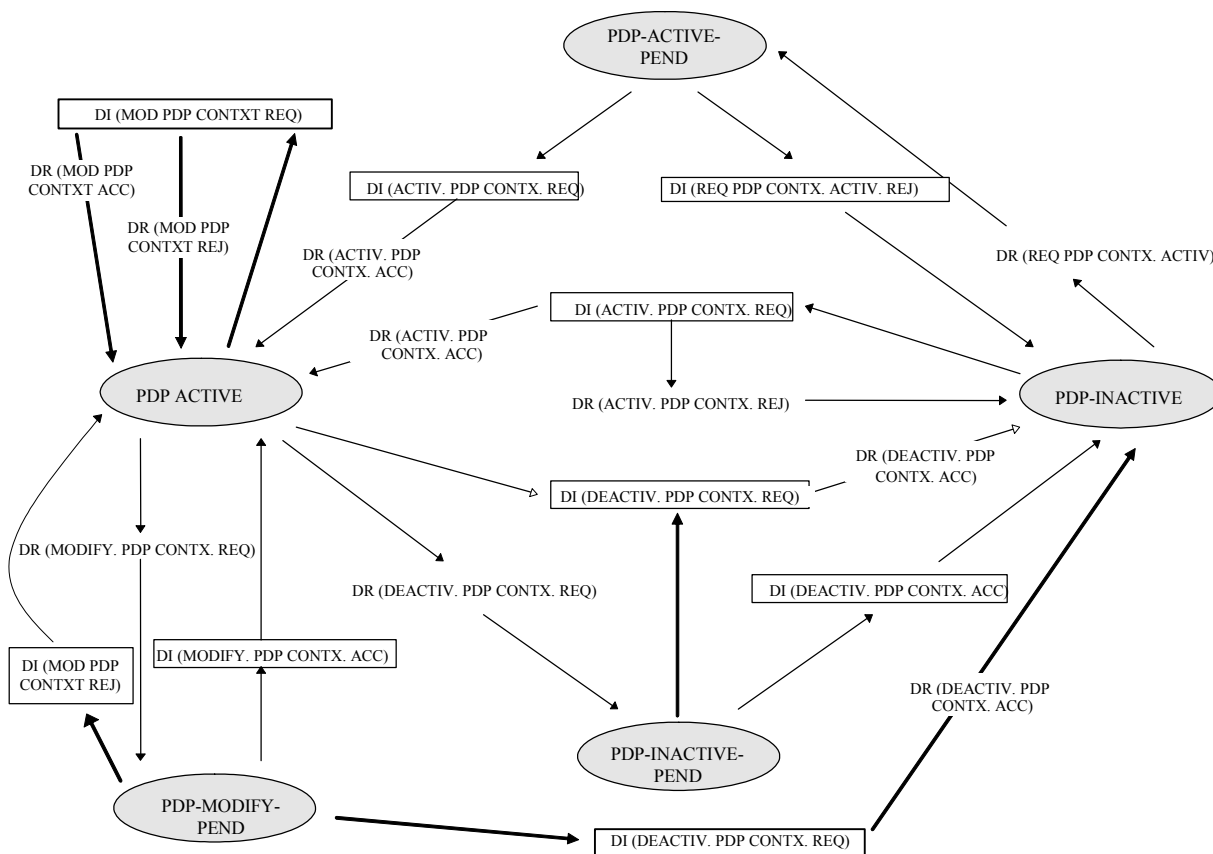 PDP-ACTIVE-
PEND
DI (MOD PDP CONTXT REQ)
DR (MOD PDP
CONTXT ACC)
DI (ACTIV. PDP CONTX. REQ)
DI (REQ PDP CONTX. ACTIV. REJ)
DR (MOD PDP
CONTXT REJ)
DR (ACTIV. PDP
CONTX. ACC)
DR (REQ PDP CONTX. ACTIV)
DI (ACTIV. PDP CONTX. REQ)
DR (ACTIV. PDP
CONTX. ACC)
PDP ACTIVE
DR (ACTIV. PDP CONTX. REJ)
PDP-INACTIVE
DR (DEACTIV. PDP
CONTX. ACC)
DI (DEACTIV. PDP CONTX. REQ)
DR (MODIFY. PDP CONTX. REQ)
DR (DEACTIV. PDP CONTX. REQ)
DI (DEACTIV. PDP CONTX. ACC)
DI (MOD PDP
CONTXT REJ)
DI (MODIFY. PDP CONTX. ACC)
DR (DEACTIV. PDP
CONTX. ACC)
PDP-INACTIVE-
PEND
PDP-MODIFY-
PEND
DI (DEACTIV. PDP CONTX. REQ)